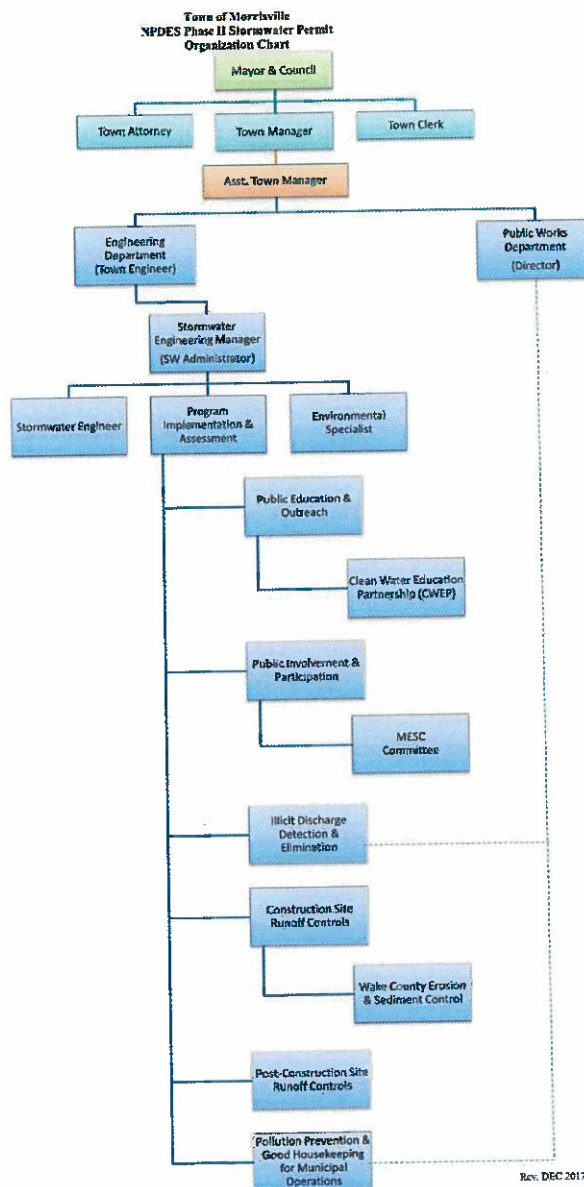 Town of Morrisville
NPDES Phase II Stormwater Permit
Organization Chart
Mayor & Council
Town Attorney
Town Manager
Town Clerk
Asst. Town Manager
Engineering
Department
(Town Engineer)
Public Works
Department
(Director)
Stormwater
Engineering Manager
(SW Administrator)
Stormwater Engineer
Program
Implementation &
Assessment
Environmental
Specialist
Public Education &
Outreach
Clean Water Education
Partnership (CWEP)
Public Involvement &
Participation
MESC
Committee
Illicit Discharge
Detection &
Elimination
Construction Site
Runoff Controls
Wake County Erosion
& Sediment Control
Post-Construction Site
Runoff Controls
Pollution Prevention &
Good Housekeeping
for Municipal
Operations
Rev. DEC 2017